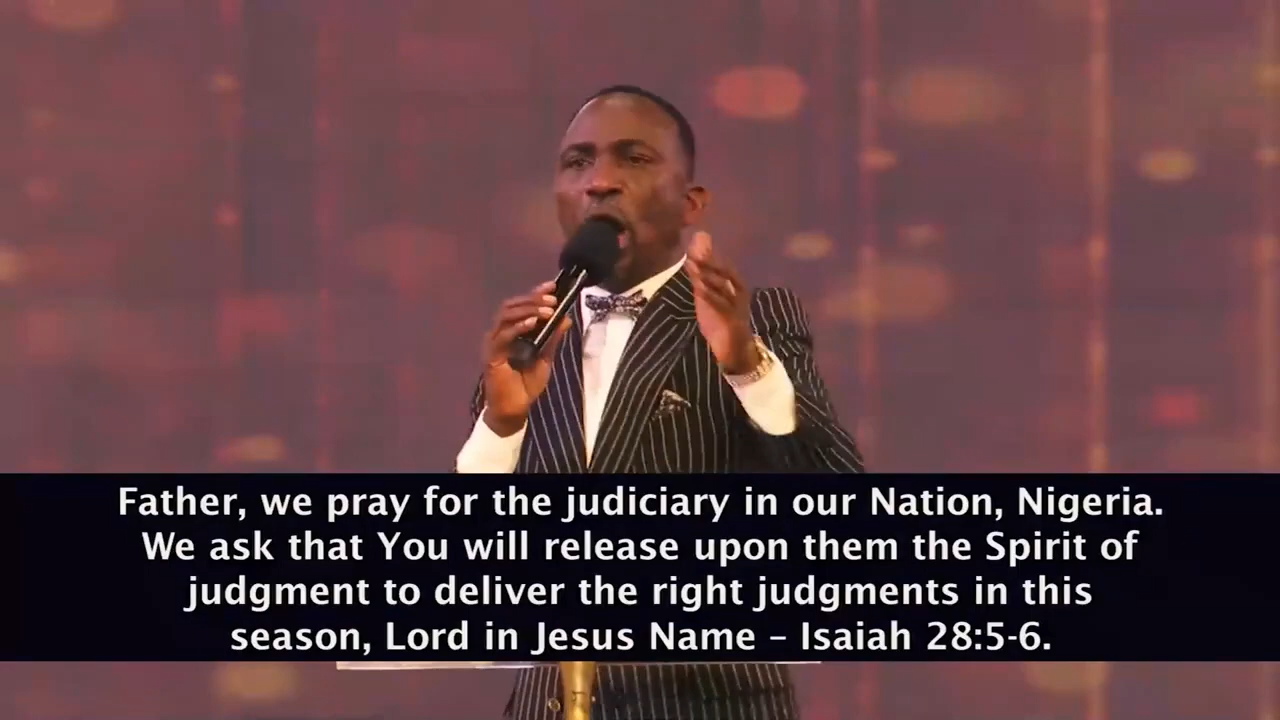 Father, we pray for the judiciary in our Nation, Nigeria.
We ask that You will release upon them the Spirit of
judgment to deliver the right judgments in this
season, Lord in Jesus Name – Isaiah 28:5-6.